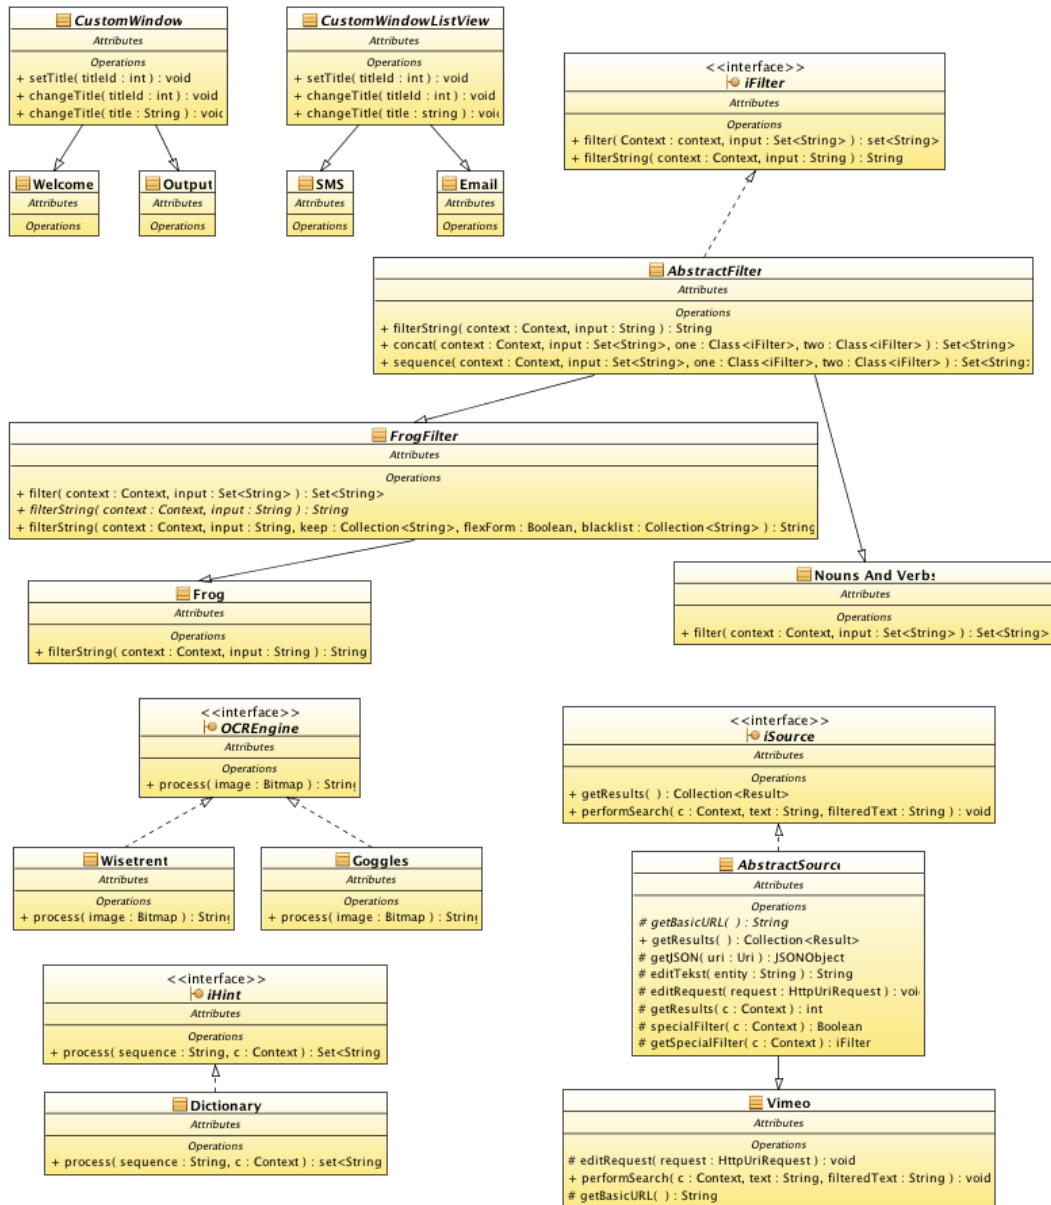 CustomWindow
Attributes
Operations
+ setTitle( titleId : int ) : void
+ changeTitle( titleId : int ) : void
+ changeTitle( title : String ) : void
CustomWindowListView
Attributes
Operations
+ setTitle( titleId : int ) : void
+ changeTitle( titleId : int ) : void
+ changeTitle( title : string ) : void
Welcome
Attributes
Operations
Output
Attributes
Operations
SMS
Attributes
Operations
Email
Attributes
Operations
<<interface>>
iFilter
Attributes
Operations
+ filter( Context : context, input : Set<String> ) : set<String>
+ filterString( context : Context, input : String ) : String
AbstractFilter
Attributes
Operations
+ filterString( context : Context, input : String ) : String
+ concat( context : Context, input : Set<String>, one : Class<iFilter>, two : Class<iFilter> ) : Set<String>
+ sequence( context : Context, input : Set<String>, one : Class<iFilter>, two : Class<iFilter> ) : Set<String>
FrogFilter
Attributes
Operations
+ filter( context : Context, input : Set<String> ) : Set<String>
+ filterString( context : Context, input : String ) : String
+ filterString( context : Context, input : String, keep : Collection<String>, flexForm : Boolean, blacklist : Collection<String> ) : String
Frog
Attributes
Operations
+ filterString( context : Context, input : String ) : String
Nouns And Verbs
Attributes
Operations
+ filter( context : Context, input : Set<String> ) : Set<String>
<<interface>>
OCREngine
Attributes
Operations
+ process( image : Bitmap ) : String
Wisetrent
Attributes
Operations
+ process( image : Bitmap ) : String
Goggles
Attributes
Operations
+ process( image : Bitmap ) : String
<<interface>>
iSource
Attributes
Operations
+ getResults( ) : Collection<Result>
+ performSearch( c : Context, text : String, filteredText : String ) : void
AbstractSource
Attributes
Operations
# getBasicURL( ) : String
+ getResults( ) : Collection<Result>
# getJSON( uri : Uri ) : JSONObject
# editTekst( entity : String ) : String
# editRequest( request : HttpUriRequest ) : void
# getResults( c : Context ) : int
# specialFilter( c : Context ) : Boolean
# getSpecialFilter( c : Context ) : iFilter
<<interface>>
iHint
Attributes
Operations
+ process( sequence : String, c : Context ) : Set<String
Dictionary
Attributes
Operations
+ process( sequence : String, c : Context ) : set<String
Vimeo
Attributes
Operations
# editRequest( request : HttpUriRequest ) : void
+ performSearch( c : Context, text : String, filteredText : String ) : void
# getBasicURL( ) : String